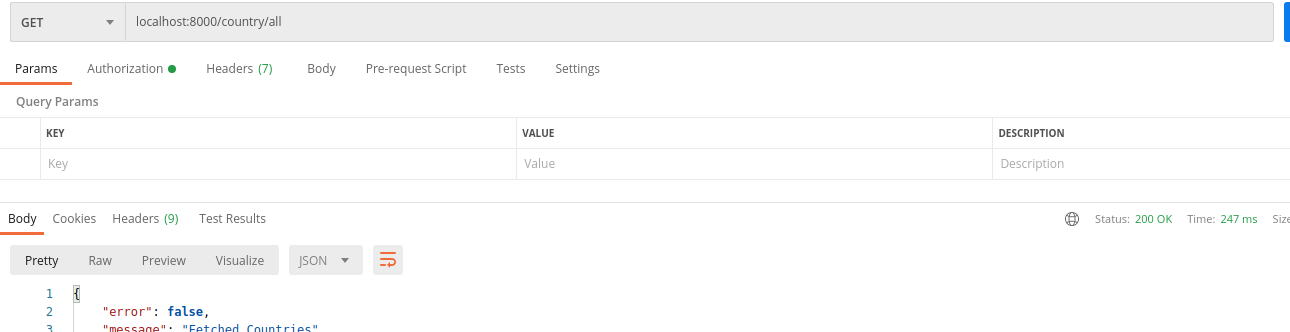 GET localhost:8000/country/all
Params Authorization Headers (7) Body Pre-request Script Tests Settings
Query Params
KEY VALUE DESCRIPTION
Key Value Description
Body Cookies Headers (9) Test Results Status: 200 OK Time: 247 ms Size
Pretty Raw Preview Visualize JSON
1 {
2 "error": false,
3 "message": "Fetched Countries"